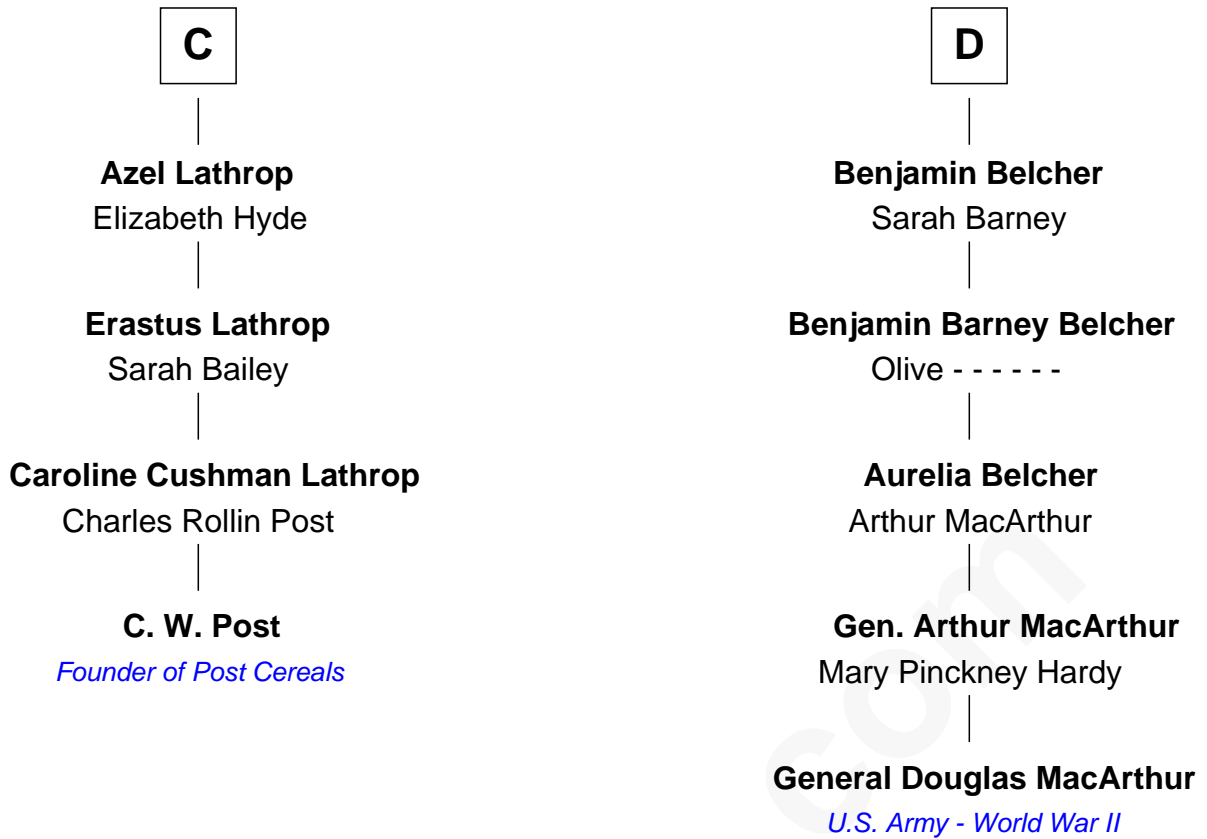 C
Azel Lathrop
Elizabeth Hyde
Erastus Lathrop
Sarah Bailey
Caroline Cushman Lathrop
Charles Rollin Post
C. W. Post
Founder of Post Cereals
D
Benjamin Belcher
Sarah Barney
Benjamin Barney Belcher
Olive - - - - - -
Aurelia Belcher
Arthur MacArthur
Gen. Arthur MacArthur
Mary Pinckney Hardy
General Douglas MacArthur
U.S. Army - World War II
com